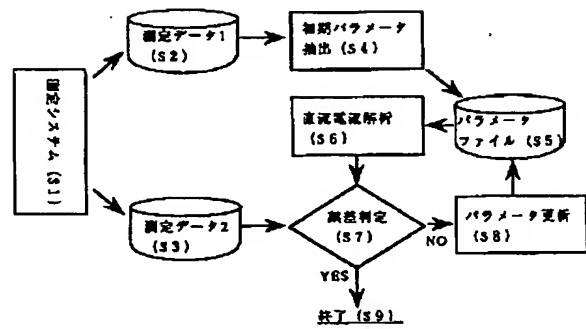 測定システム (S1)
測定データ1
(S2)
初期パラメータ
抽出 (S4)
直流電流解析
(S6)
パラメータ
ファイル (S5)
測定データ2
(S3)
誤差判定
(S7)
NO
パラメータ更新
(S8)
YES
終了 (S9)